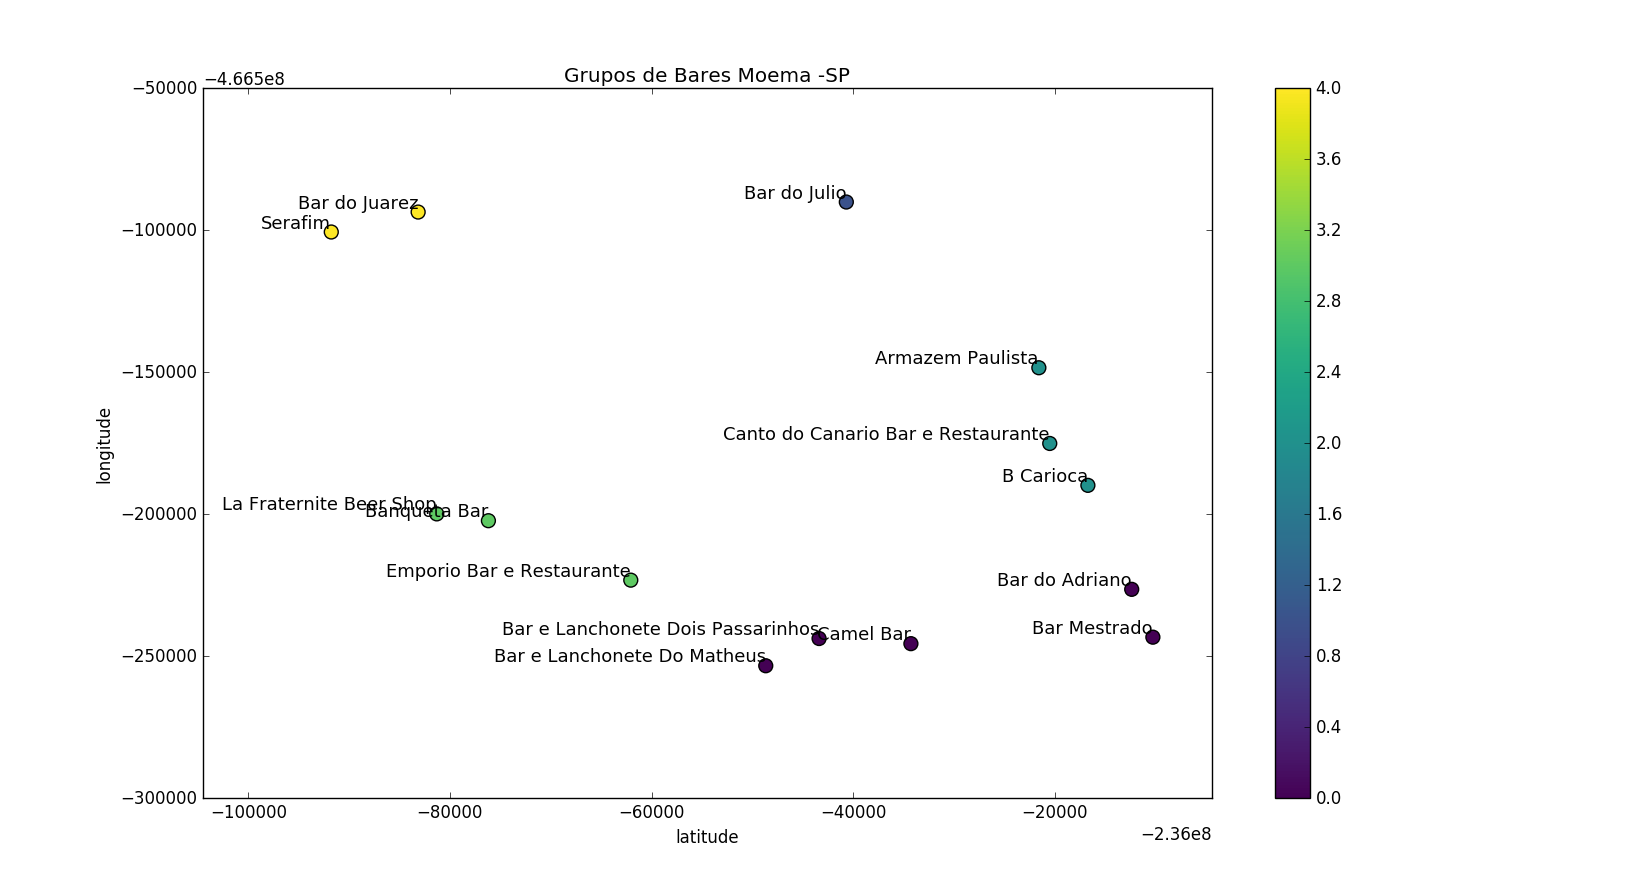 Grupos de Bares Moema -SP
−4.665e8
−50000
−100000
−150000
−200000
−250000
−300000
longitude
Bar do Juarez
Serafim
Bar do Julio
Armazem Paulista
Canto do Canario Bar e Restaurante
B Carioca
La Fraternite Beer Shop
Banqueta Bar
Emporio Bar e Restaurante
Bar do Adriano
Bar e Lanchonete Dois Passarinhos
Camel Bar
Bar Mestrado
Bar e Lanchonete Do Matheus
−100000
−80000
−60000
−40000
−20000
−2.36e8
latitude
4.0
3.6
3.2
2.8
2.4
2.0
1.6
1.2
0.8
0.4
0.0